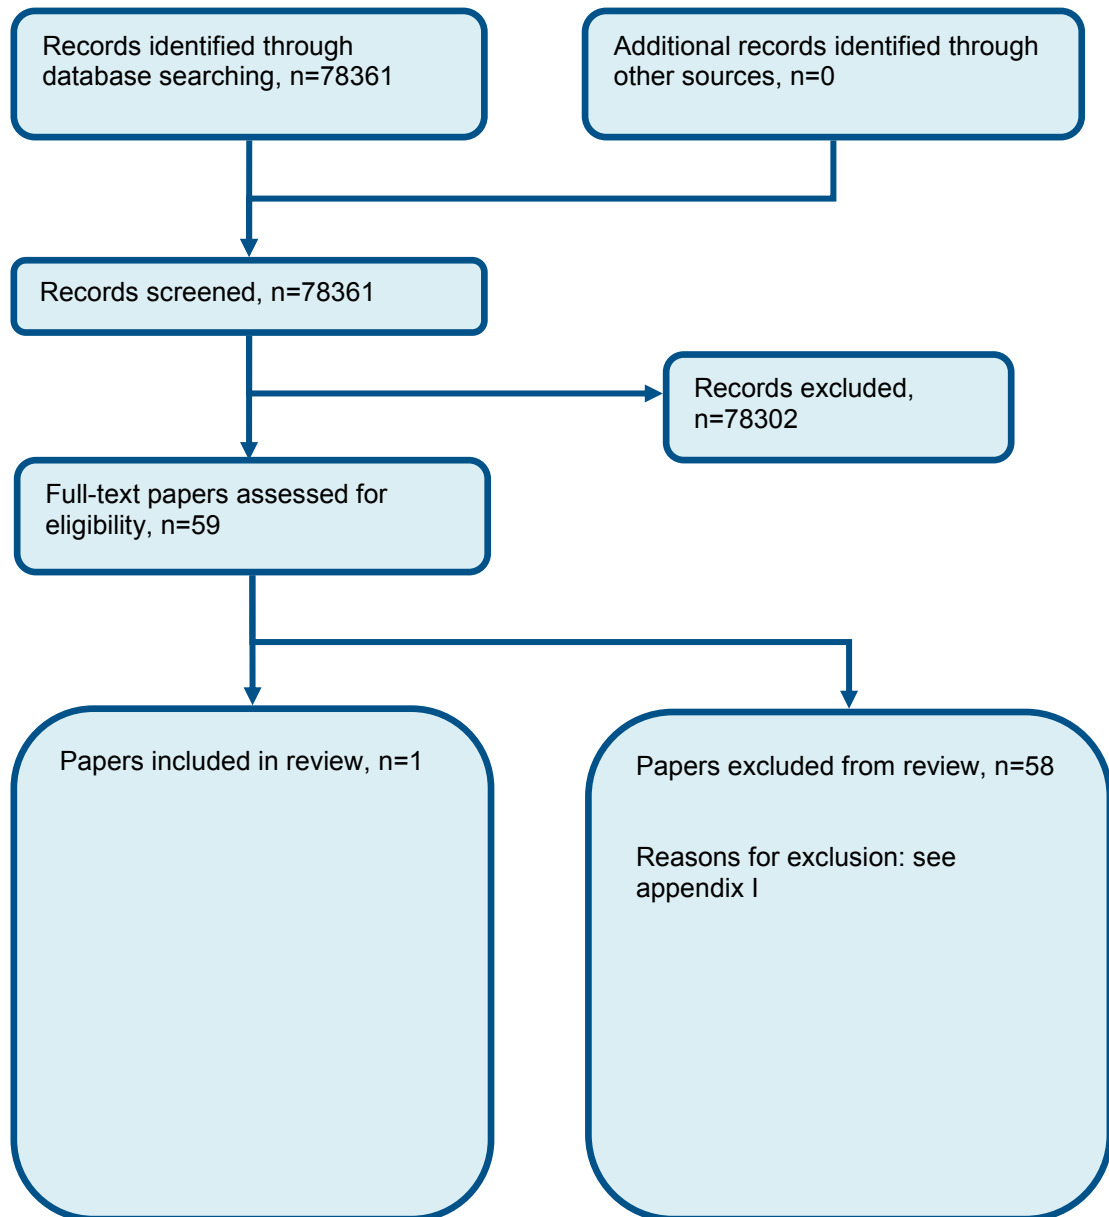 Records identified through
database searching, n=78361
Additional records identified through
other sources, n=0
Records screened, n=78361
Records excluded,
n=78302
Full-text papers assessed for
eligibility, n=59
Papers included in review, n=1
Papers excluded from review, n=58
Reasons for exclusion: see
appendix I